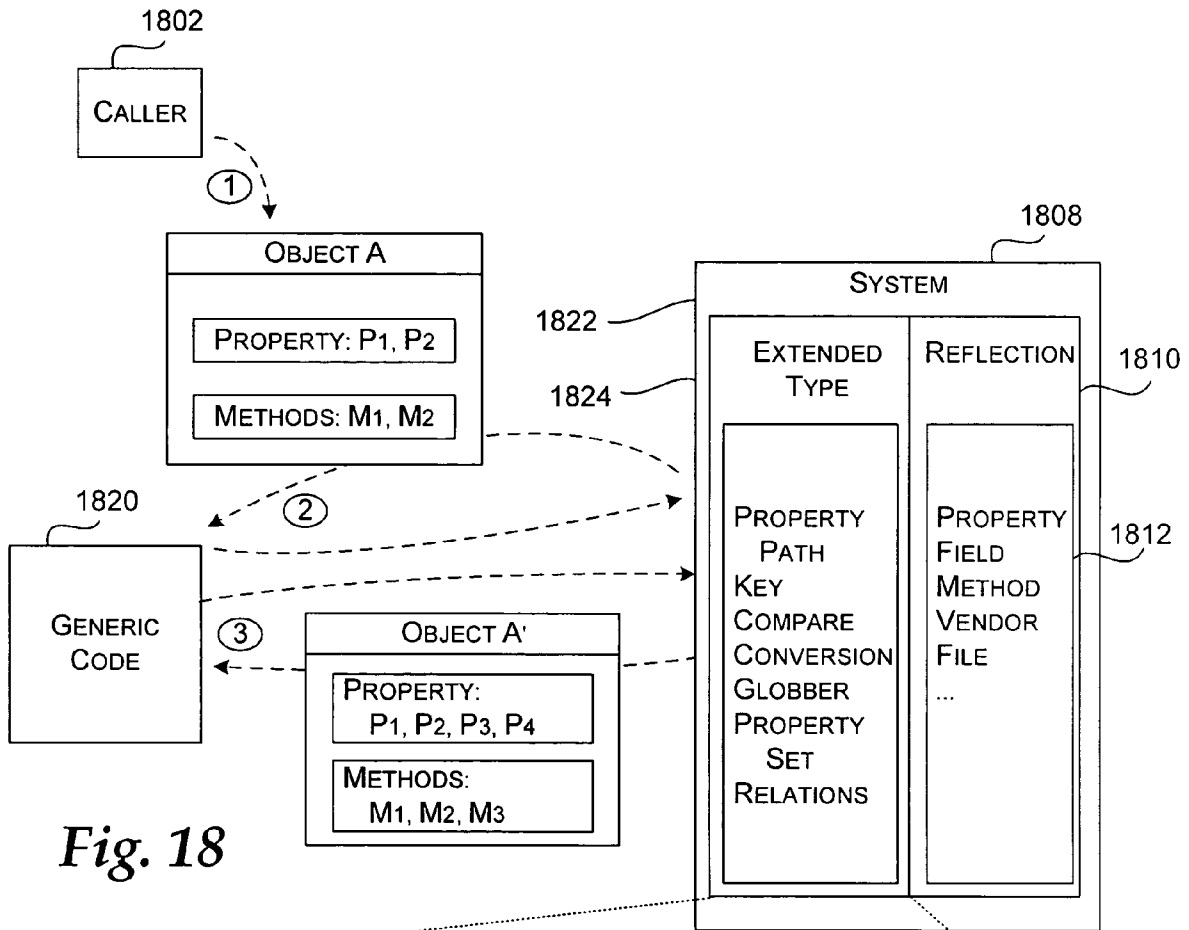 1802
CALLER
1
OBJECT A
PROPERTY: P1, P2
METHODS: M1, M2
2
1820
GENERIC
CODE
3
OBJECT A'
PROPERTY:
P1, P2, P3, P4
METHODS:
M1, M2, M3
1808
SYSTEM
1822
1824
EXTENDED
TYPE
PROPERTY
PATH
KEY
COMPARE
CONVERSION
GLOBBER
PROPERTY
SET
RELATIONS
REFLECTION
1810
PROPERTY
FIELD
METHOD
VENDOR
FILE
...
1812
Fig. 18